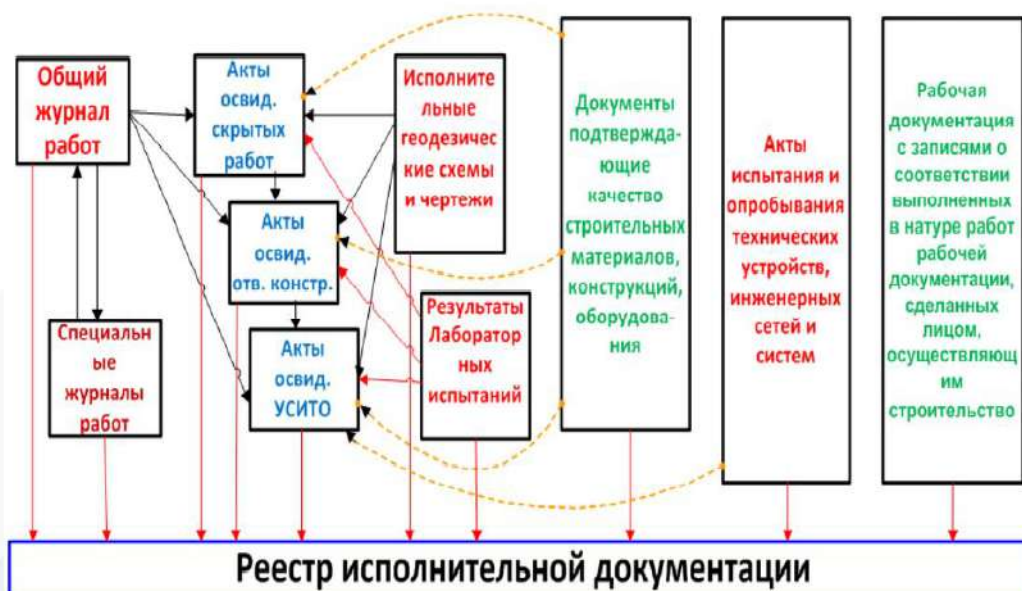 Общий
журнал
работ
Специальн
ые
журналы
работ
Акты
освид.
скрытых
работ
Акты
освид.
отв. констр.
Акты
освид.
УСИТО
Исполните
льные
геодезичес
кие схемы
и чертежи
Результаты
Лаборатор
ных
испытаний
Документы
подтвержда-
ющие
качество
строительных
материалов,
конструкций,
оборудова-
ния
Акты
испытания и
опробывания
технических
устройств,
инженерных
сетей и
систем
Рабочая
документация
с записями о
соответствии
выполненных
в натуре работ
рабочей
документации,
сделанных
лицом,
осуществляющ
им
строительство
Реестр исполнительной документации